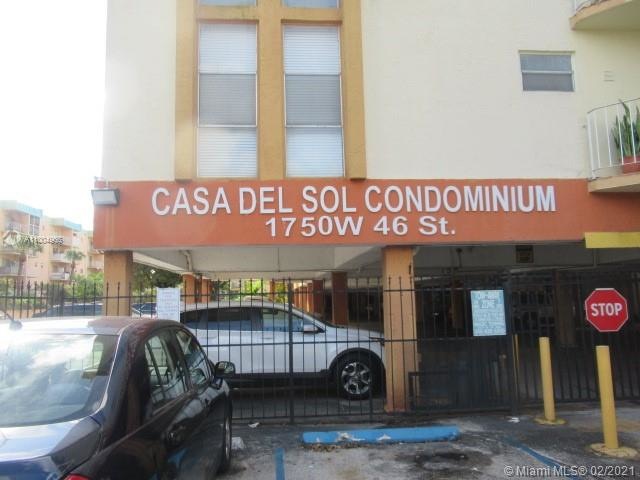 CASA DEL SOL CONDOMINIUM
1750W 46 St.
STOP
Miami MLS© 02/2021